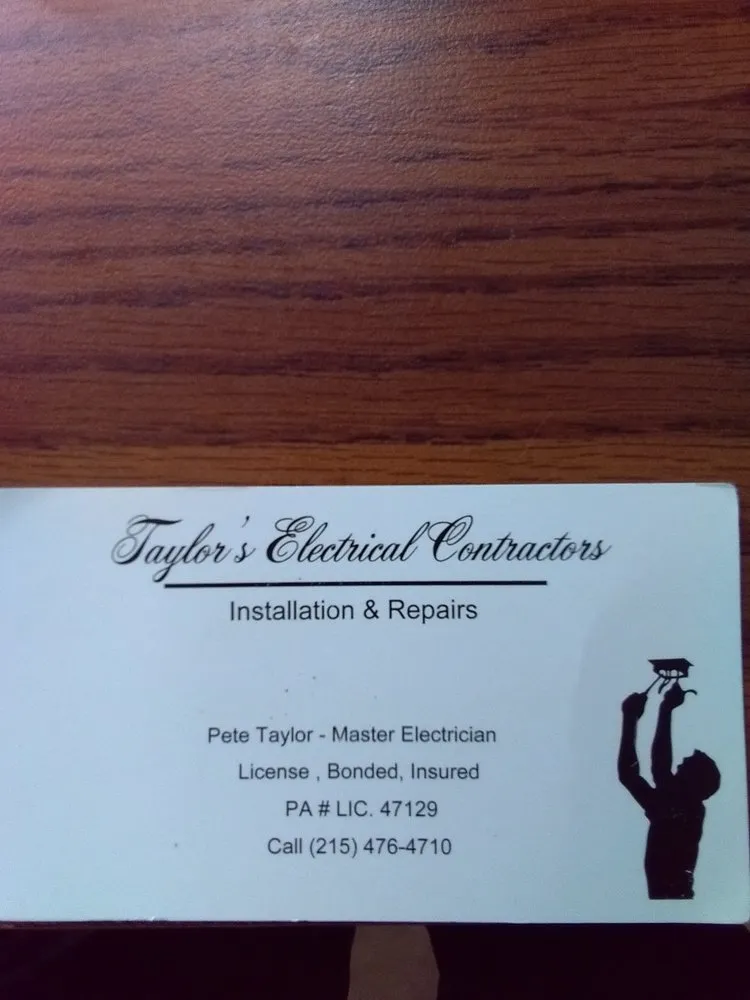 Taylor's Electrical Contractors
Installation & Repairs
Pete Taylor - Master Electrician
License , Bonded, Insured
PA # LIC. 47129
Call (215) 476-4710